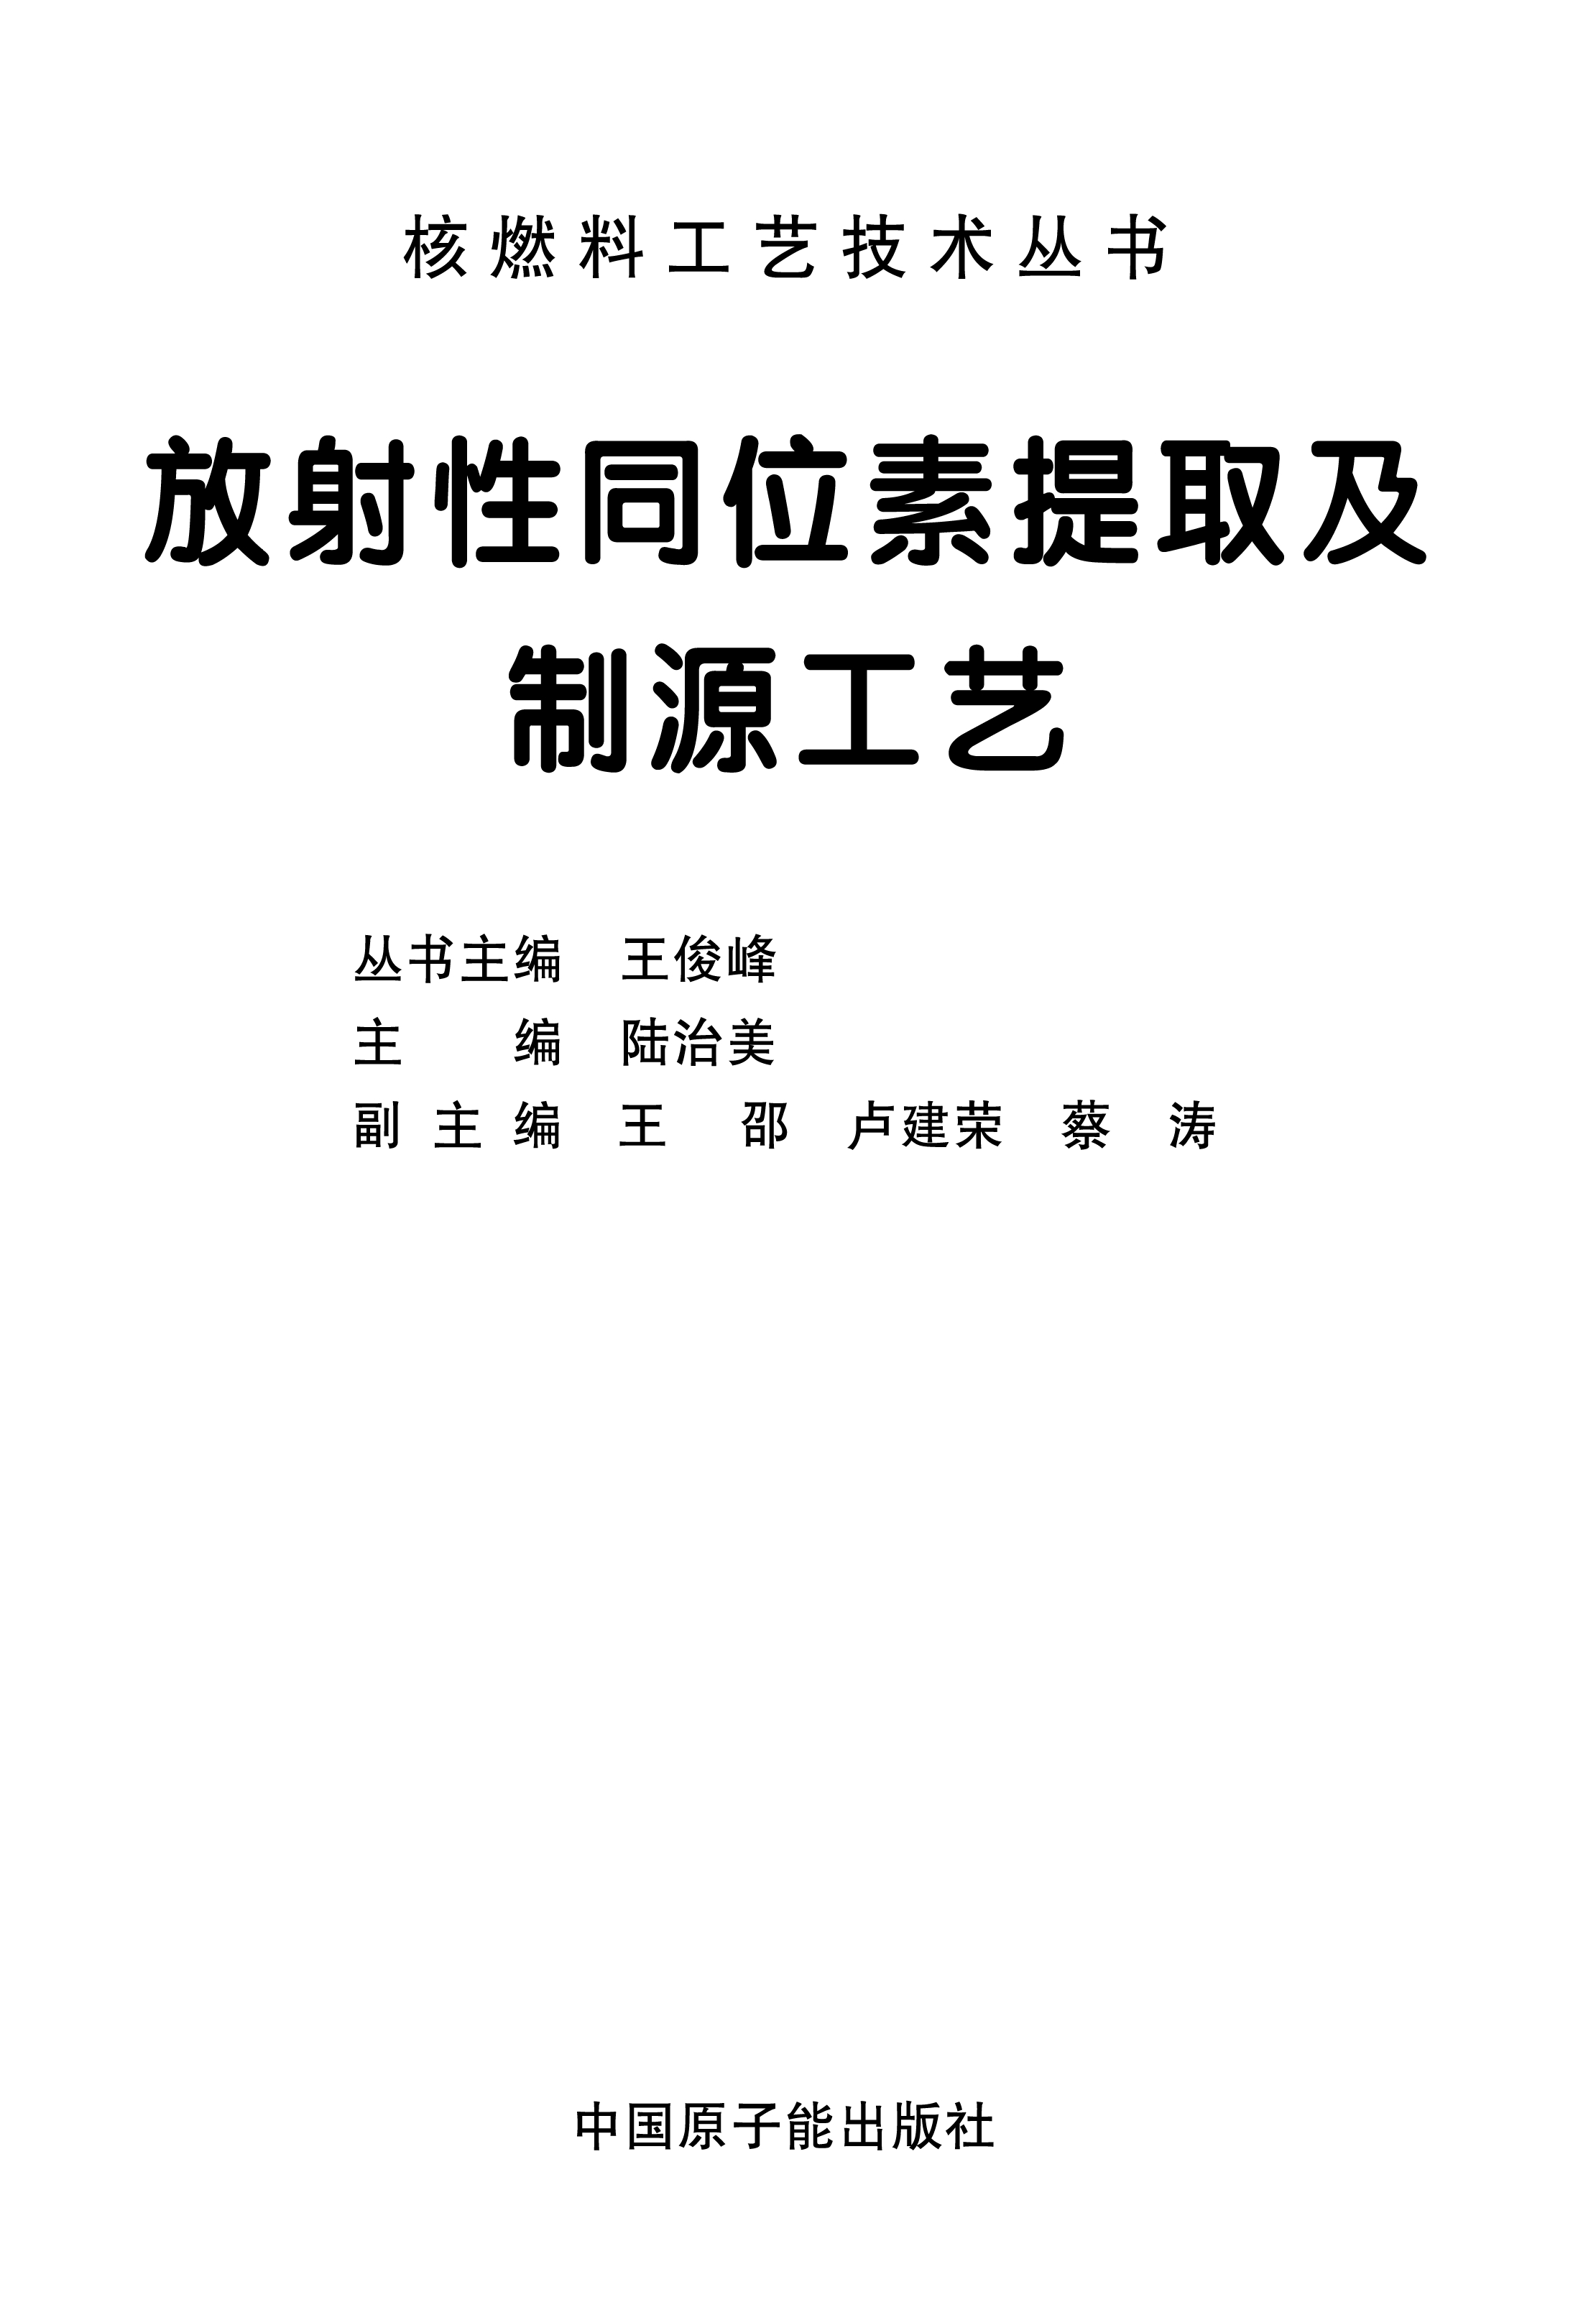 核燃料工艺技术丛书
放射性同位素提取及
制源工艺
丛书主编 王俊峰
主 编 陆治美
副主编 王 邵 卢建荣 蔡 涛
中国原子能出版社